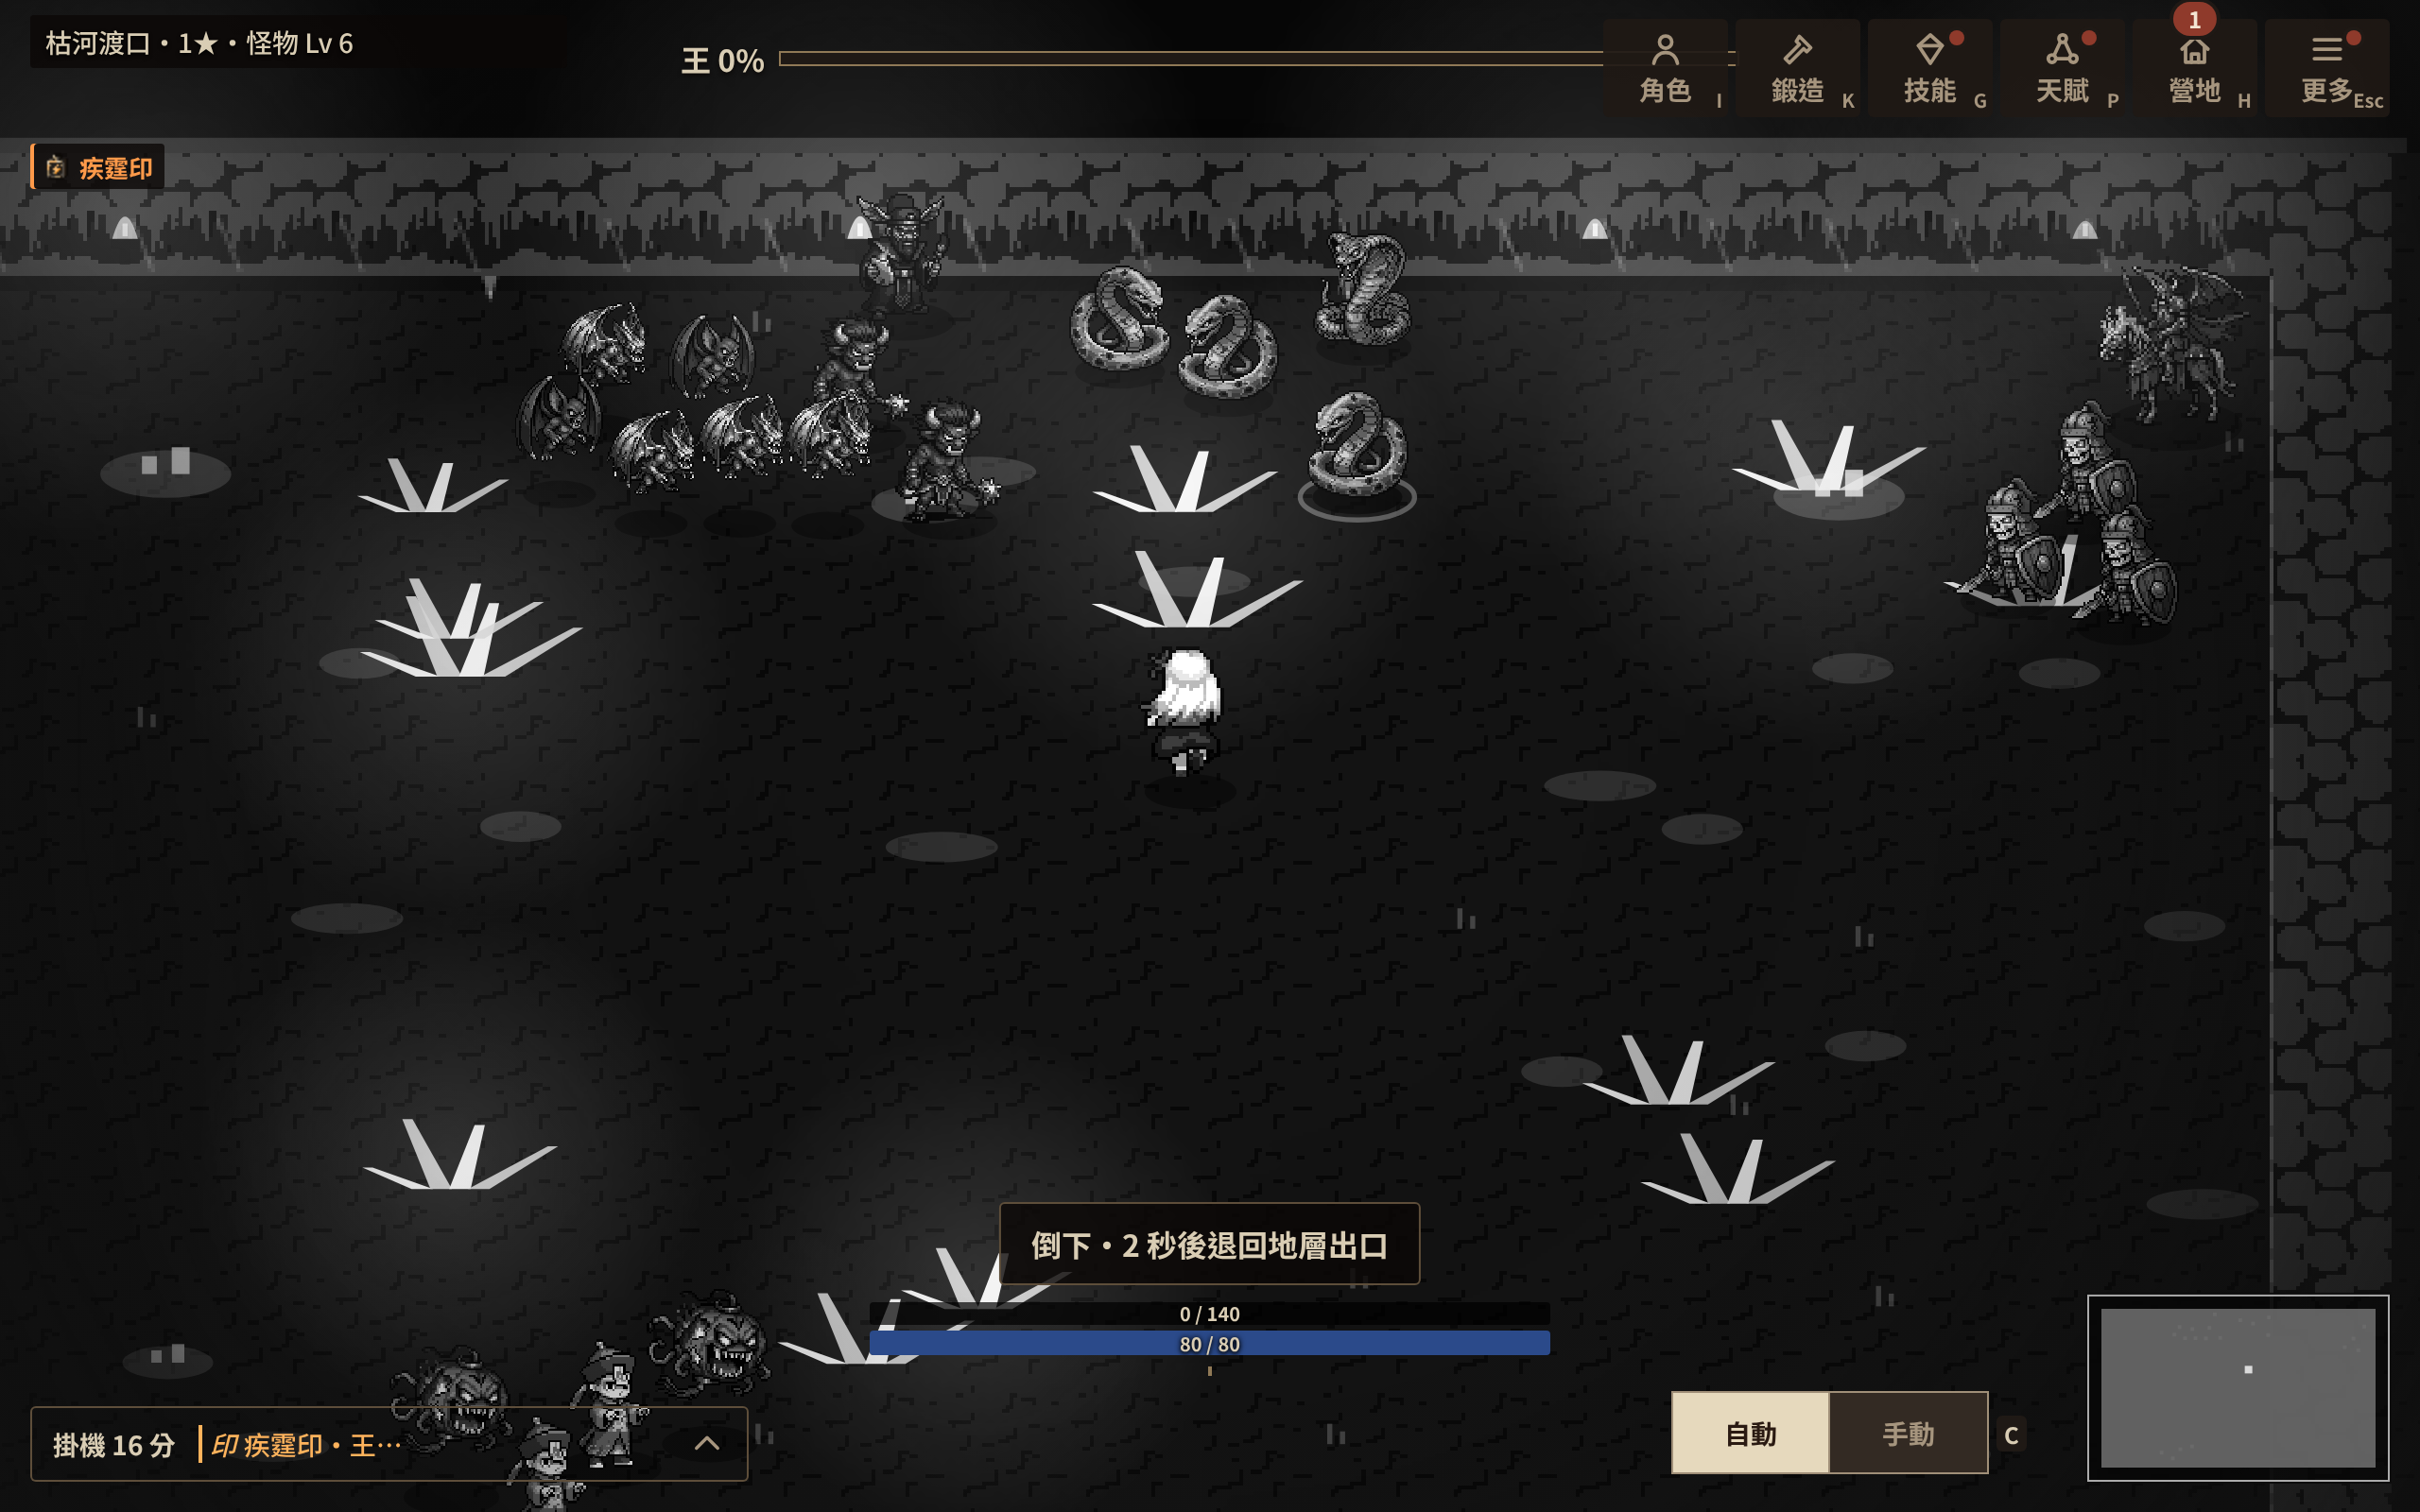 枯河渡口・1★・怪物 Lv 6
王 0%
角色 I
鍛造 K
技能 G
天賦 P
1
營地 H
更多 Esc
疾霆印
倒下・2 秒後退回地層出口
0 / 140
80 / 80
掛機 16 分
印 疾霆印・王…
自動
手動
C